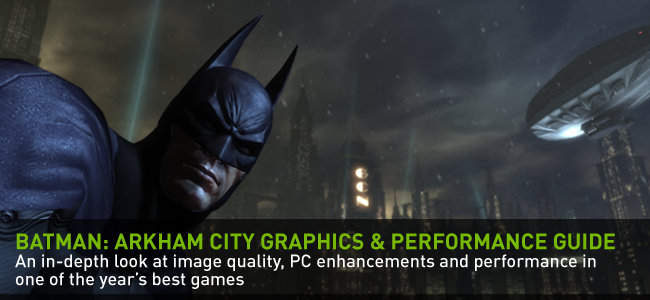 GCN
BATMAN: ARKHAM CITY GRAPHICS & PERFORMANCE GUIDE
An in-depth look at image quality, PC enhancements and performance in
one of the year's best games